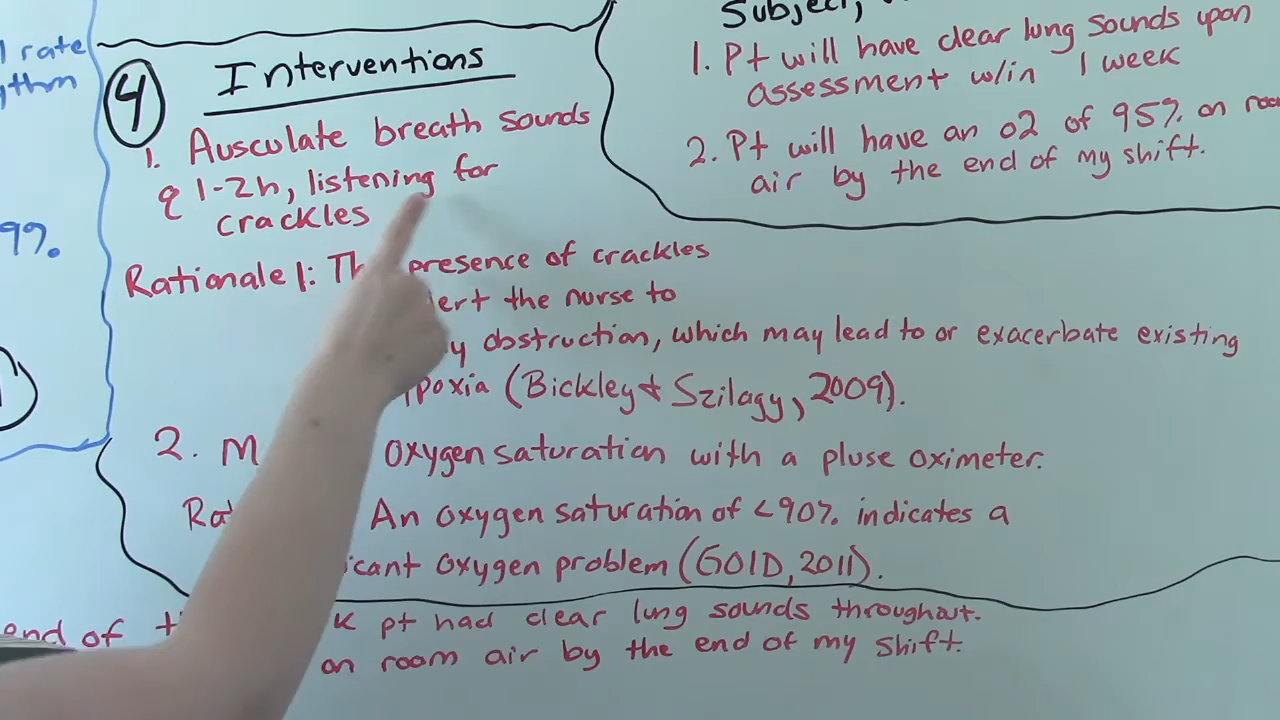 rate
ythm
99%
4
Interventions
1. Ausculate breath sounds
q 1-2h, listening for
crackles
Rationale 1: The presence of crackles
the nurse to
obstruction, which may lead to or exacerbate existing
(Bickley & Szilagy, 2009).
2. M oxygen saturation with a pluse oximeter.
Rat An oxygen saturation of <90% indicates a
icant oxygen problem (GOID, 2011).
Subject,
1. Pt will have clear lung sounds upon
assessment w/in 1 week
2. Pt will have an o2 of 95% on room
air by the end of my shift.
end of pt had clear lung sounds throughout.
on room air by the end of my shift.